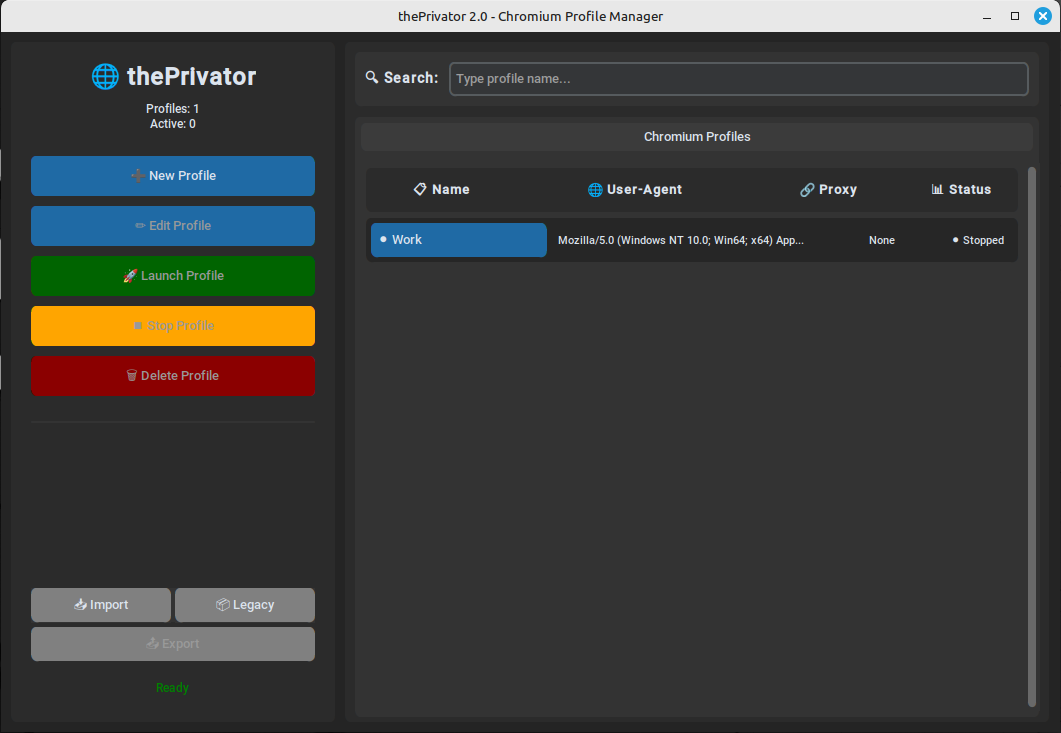 thePrivator 2.0 - Chromium Profile Manager
thePrivator
Profiles: 1
Active: 0
New Profile
Edit Profile
Launch Profile
Stop Profile
Delete Profile
Import
Legacy
Export
Ready
Search:
Type profile name...
Chromium Profiles
Name User-Agent Proxy Status
Work Mozilla/5.0 (Windows NT 10.0; Win64; x64) App... None Stopped